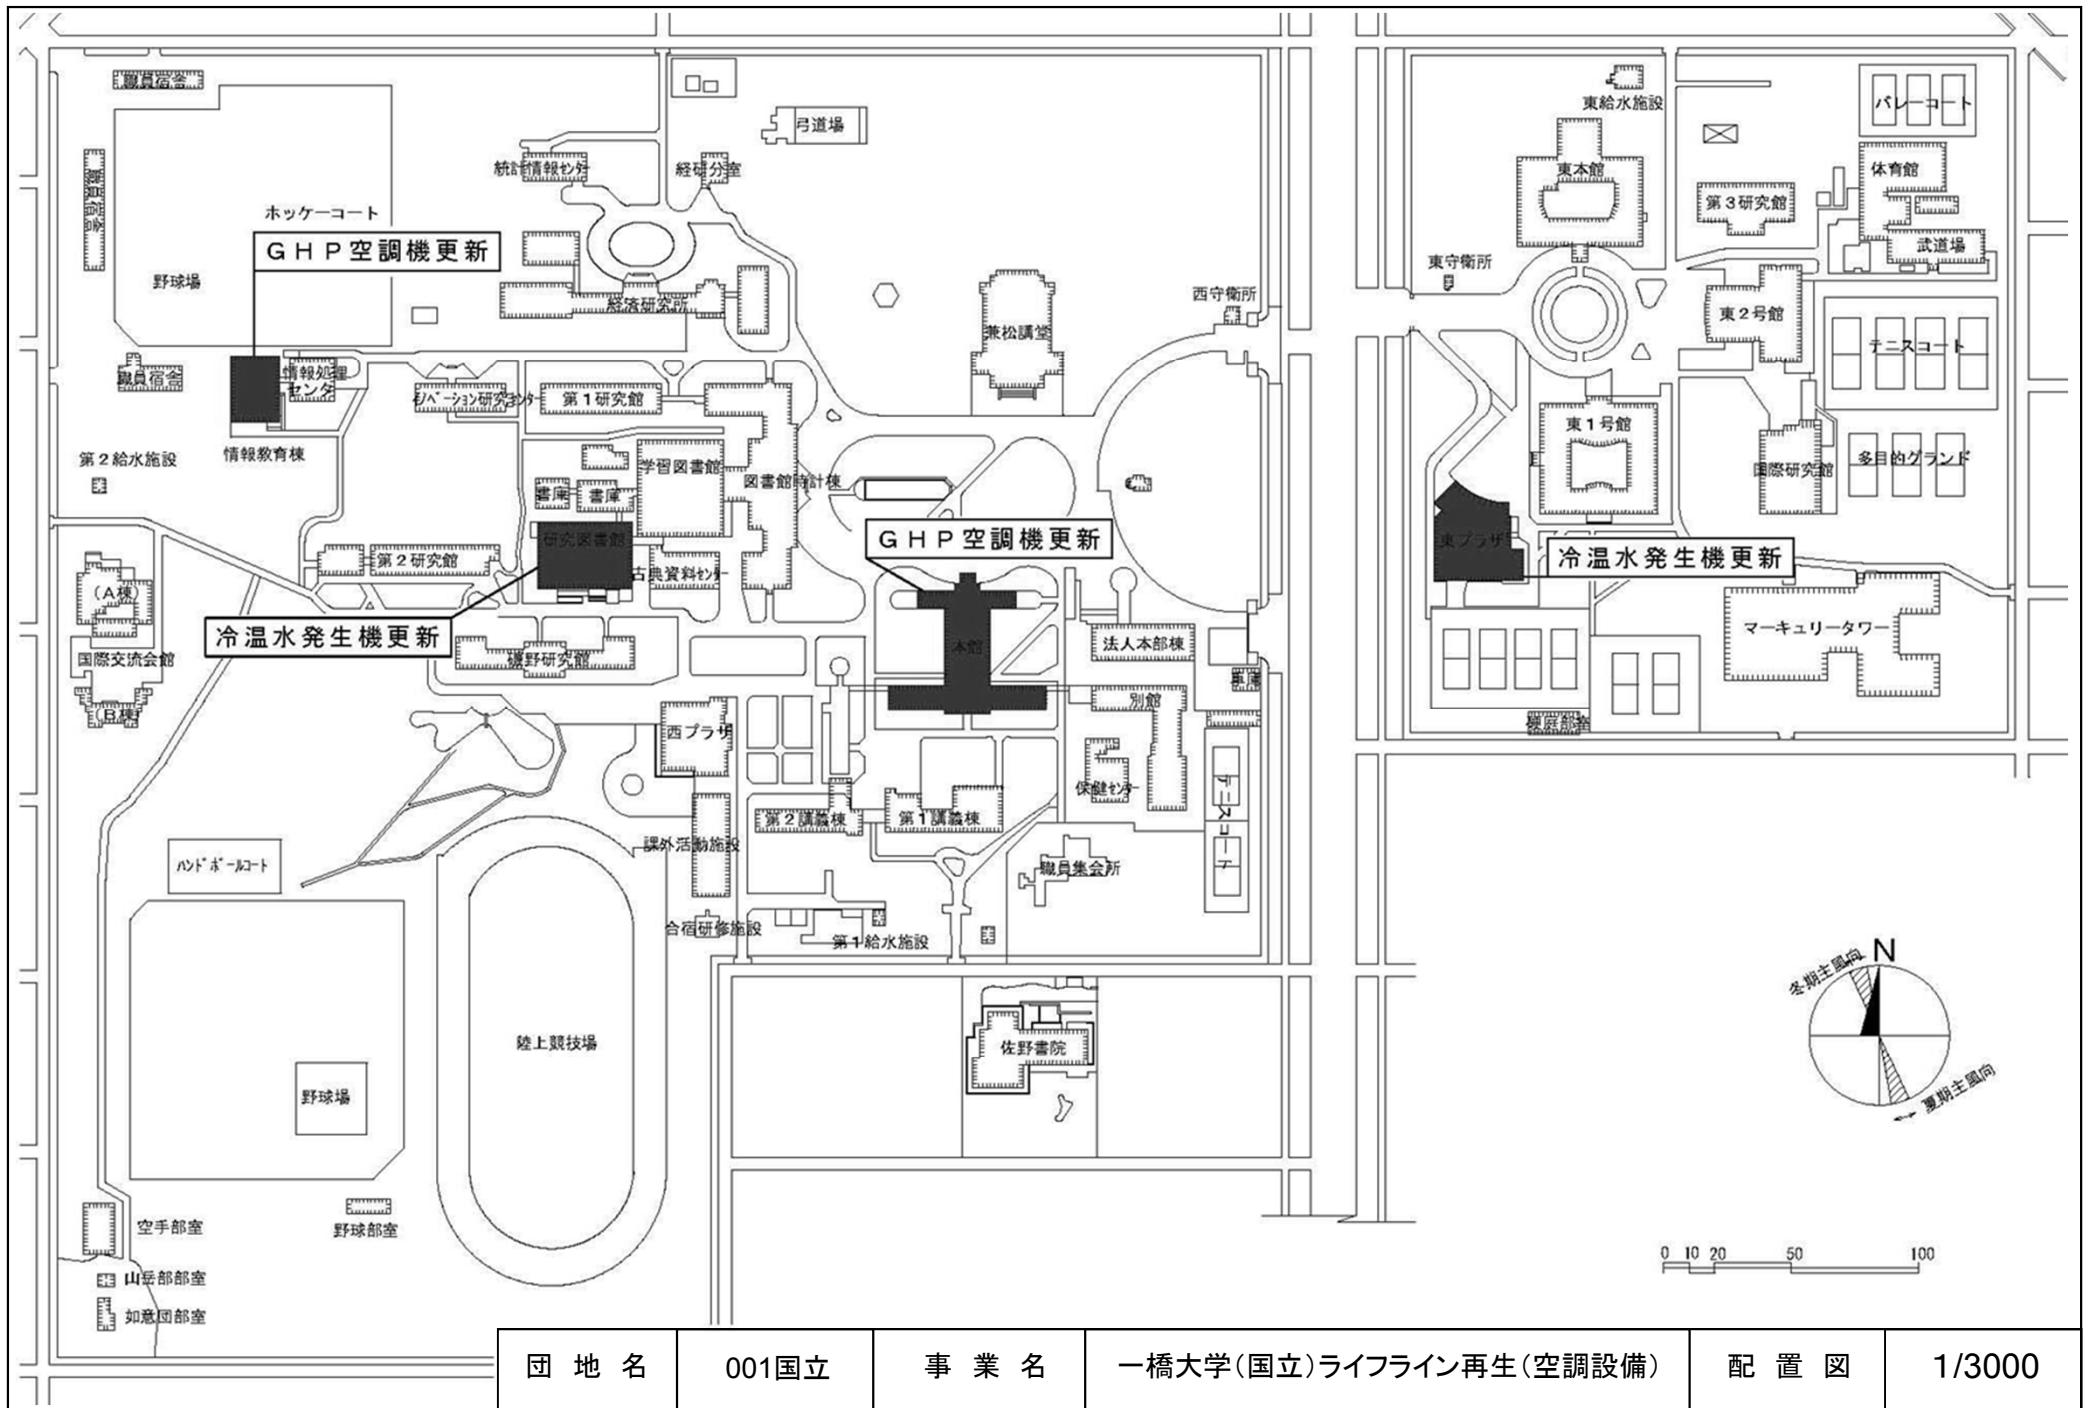 職員宿舎
バレーコート
東給水施設
弓道場
統計情報センター
経研分室
東本館
体育館
職員宿舎
第3研究館
ホッケーコート
GHP空調機更新
武道場
東守衛所
野球場
経済研究所
西守衛所
東2号館
兼松講堂
テニスコート
職員宿舎
情報処理
センタ
イノベーション研究センター
第1研究館
東1号館
情報教育棟
第2給水施設
学習図書館
図書館時計棟
国際研究館
多目的グランド
書庫
書庫
研究図書館
GHP空調機更新
東プラザ
冷温水発生機更新
第2研究館
古典資料センター
(A棟)
冷温水発生機更新
マーキュリータワー
本館
法人本部棟
国際交流会館
磯野研究館
車庫
別館
(B棟)
西プラザ
硬庭部室
保健センター
テニスコート
第2講義棟
第1講義棟
課外活動施設
ハンドボールコート
職員集会所
合宿研修施設
第1給水施設
冬期主風向
N
陸上競技場
佐野書院
野球場
夏期主風向
空手部室
野球部室
0 10 20 50 100
山岳部部室
如意団部室
団地名 001国立 事業名 一橋大学(国立)ライフライン再生(空調設備) 配置図 1/3000